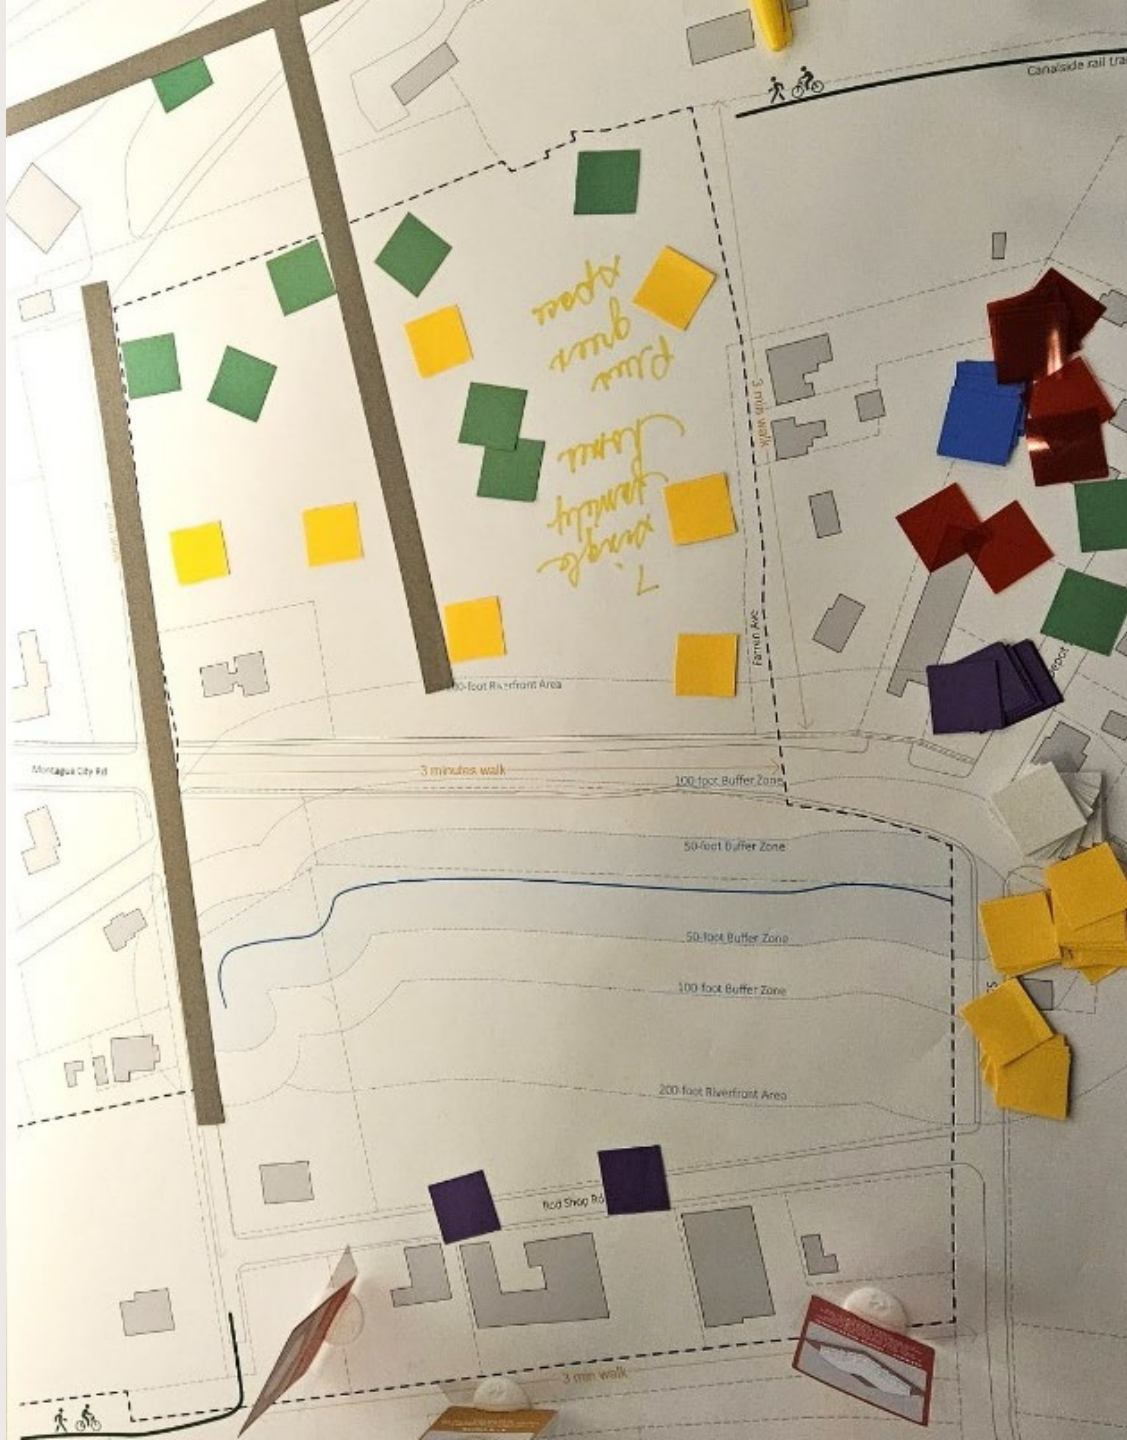 Canalside rail tra
3 min walk
7 single
family
homes
plus
green
space
Farren Ave
00-foot Riverfront Area
Montague City Rd
3 minutes walk
100-foot Buffer Zone
50-foot Buffer Zone
50-foot Buffer Zone
100-foot Buffer Zone
200-foot Riverfront Area
Rod Shop Rd
3 min walk